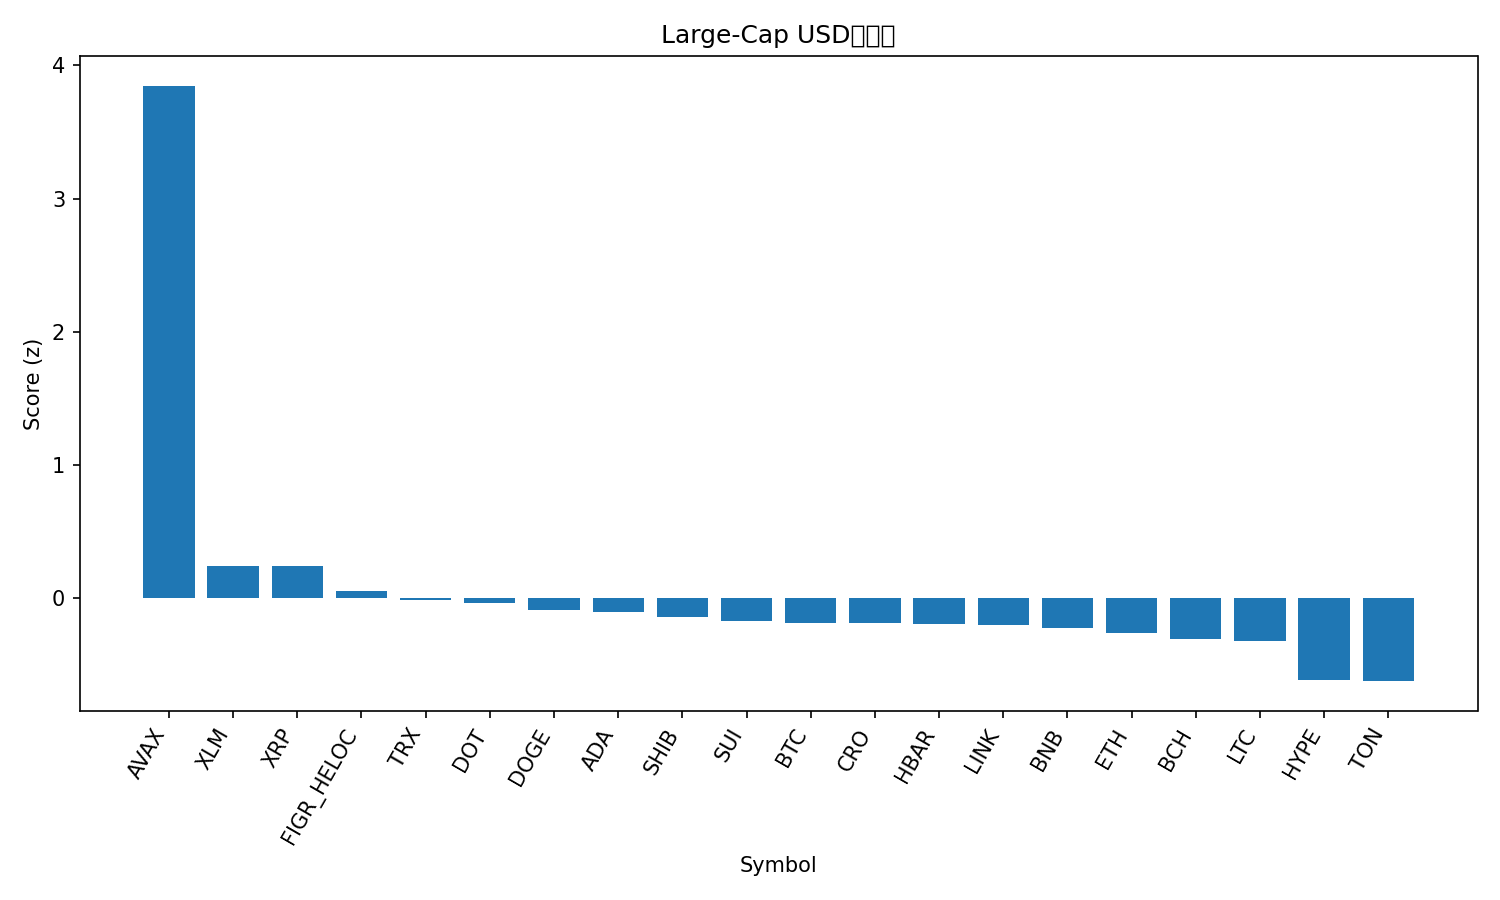 Large-Cap USD
4
3
2
1
0
Score (z)
AVAX
XLM
XRP
FIGR_HELOC
TRX
DOT
DOGE
ADA
SHIB
SUI
BTC
CRO
HBAR
LINK
BNB
ETH
BCH
LTC
HYPE
TON
Symbol